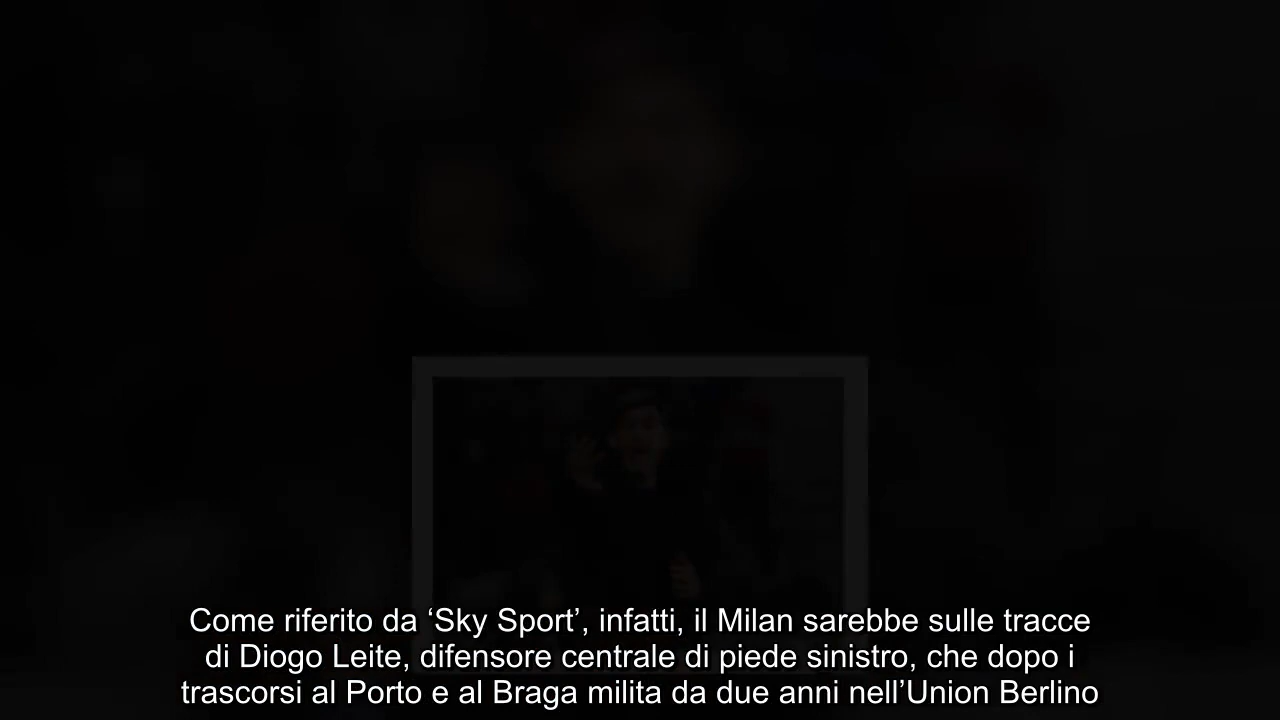 Come riferito da ‘Sky Sport’, infatti, il Milan sarebbe sulle tracce
di Diogo Leite, difensore centrale di piede sinistro, che dopo i
trascorsi al Porto e al Braga milita da due anni nell’Union Berlino